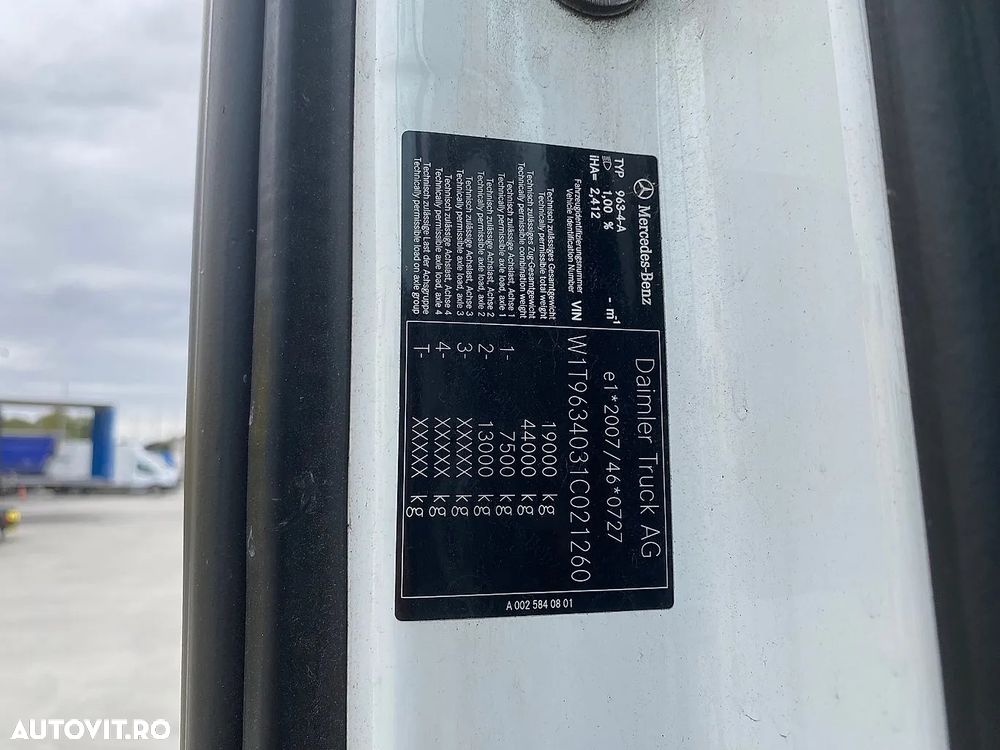 Mercedes-Benz
TYP 963-4-A
1,00 % - m¹
iHA= 2,412
Fahrzeugidentifizierungsnummer
Vehicle Identification Number VIN
Daimler Truck AG
e1*2007/46*0727
W1T9634031C021260
Technisch zulässiges Gesamtgewicht
Technically permissible total weight 19000 kg
Technisch zulässiges Zug-Gesamtgewicht
Technically permissible combination weight 44000 kg
Technisch zulässige Achslast, Achse 1
Technically permissible axle load, axle 1 1- 7500 kg
Technisch zulässige Achslast, Achse 2
Technically permissible axle load, axle 2 2- 13000 kg
Technisch zulässige Achslast, Achse 3
Technically permissible axle load, axle 3 3- XXXXX kg
Technisch zulässige Achslast, Achse 4
Technically permissible axle load, axle 4 4- XXXXX kg
Technisch zulässige Last der Achsgruppe
Technically permissible load on axle group T- XXXXX kg
A 002 584 08 01
AUTOVIT.RO